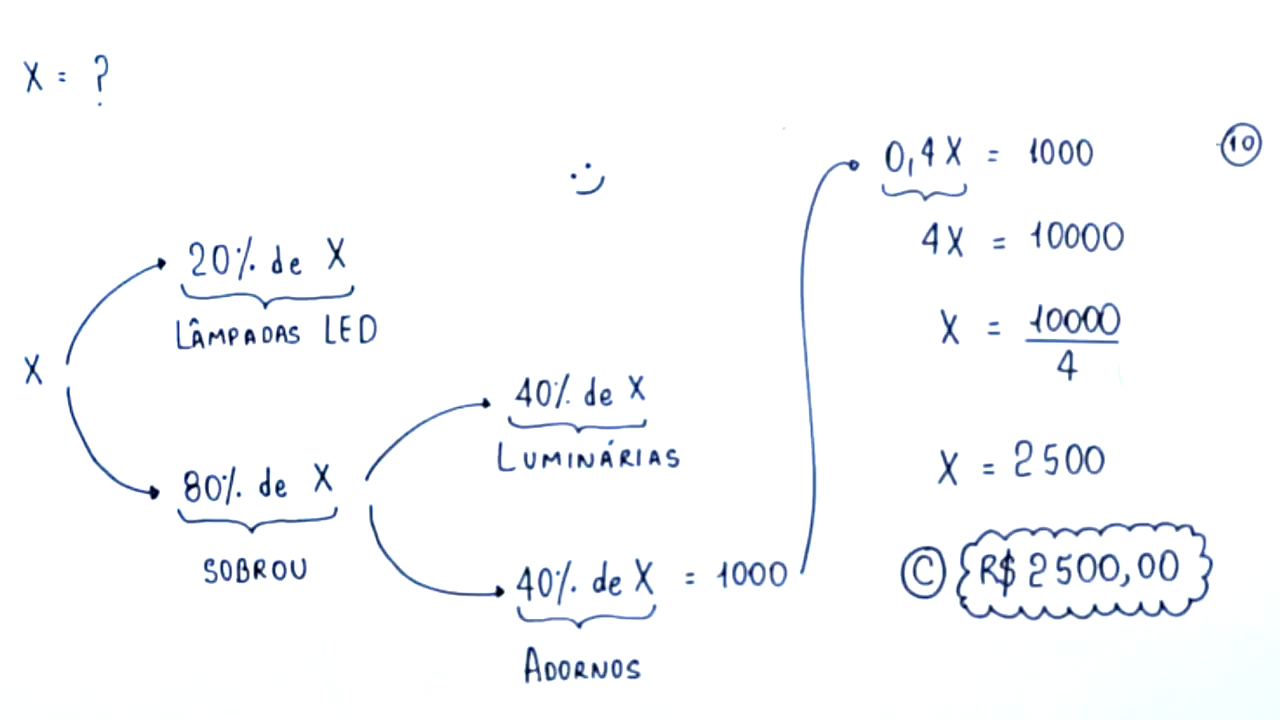 X = ?
20% de X
LÂMPADAS LED
X
80% de X
SOBROU
40% de X
LUMINÁRIAS
40% de X = 1000
ADORNOS
0,4X = 1000
10
4X = 10000
X = 10000
4
X = 2500
C R$ 2500,00